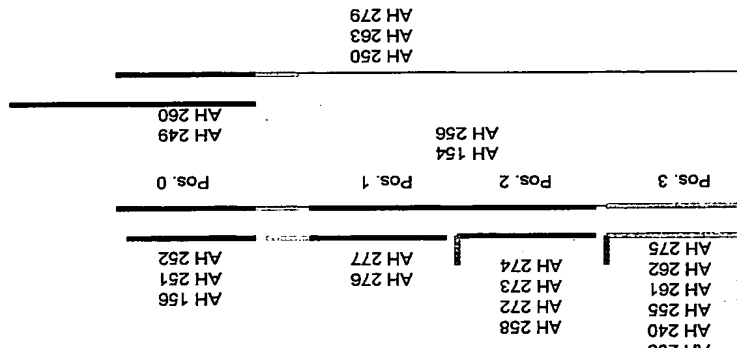 AH 240
AH 255
AH 261
AH 262
AH 275
AH 258
AH 272
AH 273
AH 274
AH 276
AH 277
AH 156
AH 251
AH 252
Pos. 3
Pos. 2
Pos. 1
Pos. 0
AH 154
AH 256
AH 249
AH 260
AH 250
AH 263
AH 279